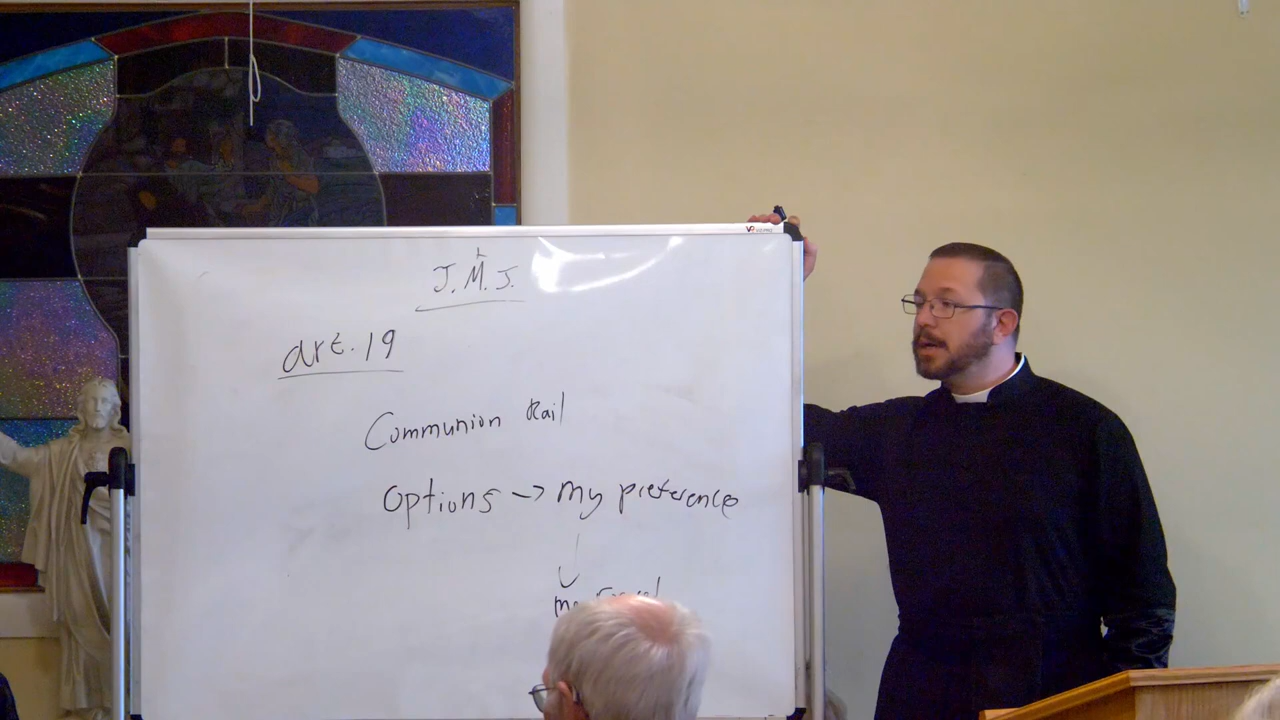 J.M.J.
art. 19
Communion Rail
Options → my preference